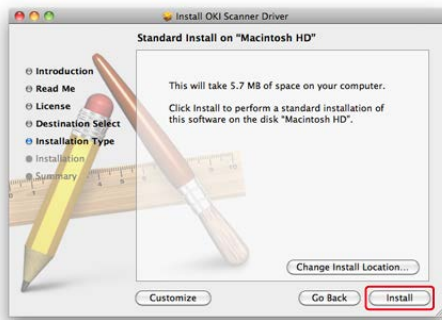 Install OKI Scanner Driver
Standard Install on "Macintosh HD"
Introduction
Read Me
License
Destination Select
Installation Type
Installation
Summary
This will take 5.7 MB of space on your computer.
Click Install to perform a standard installation of
this software on the disk "Macintosh HD".
Change Install Location...
Customize
Go Back
Install